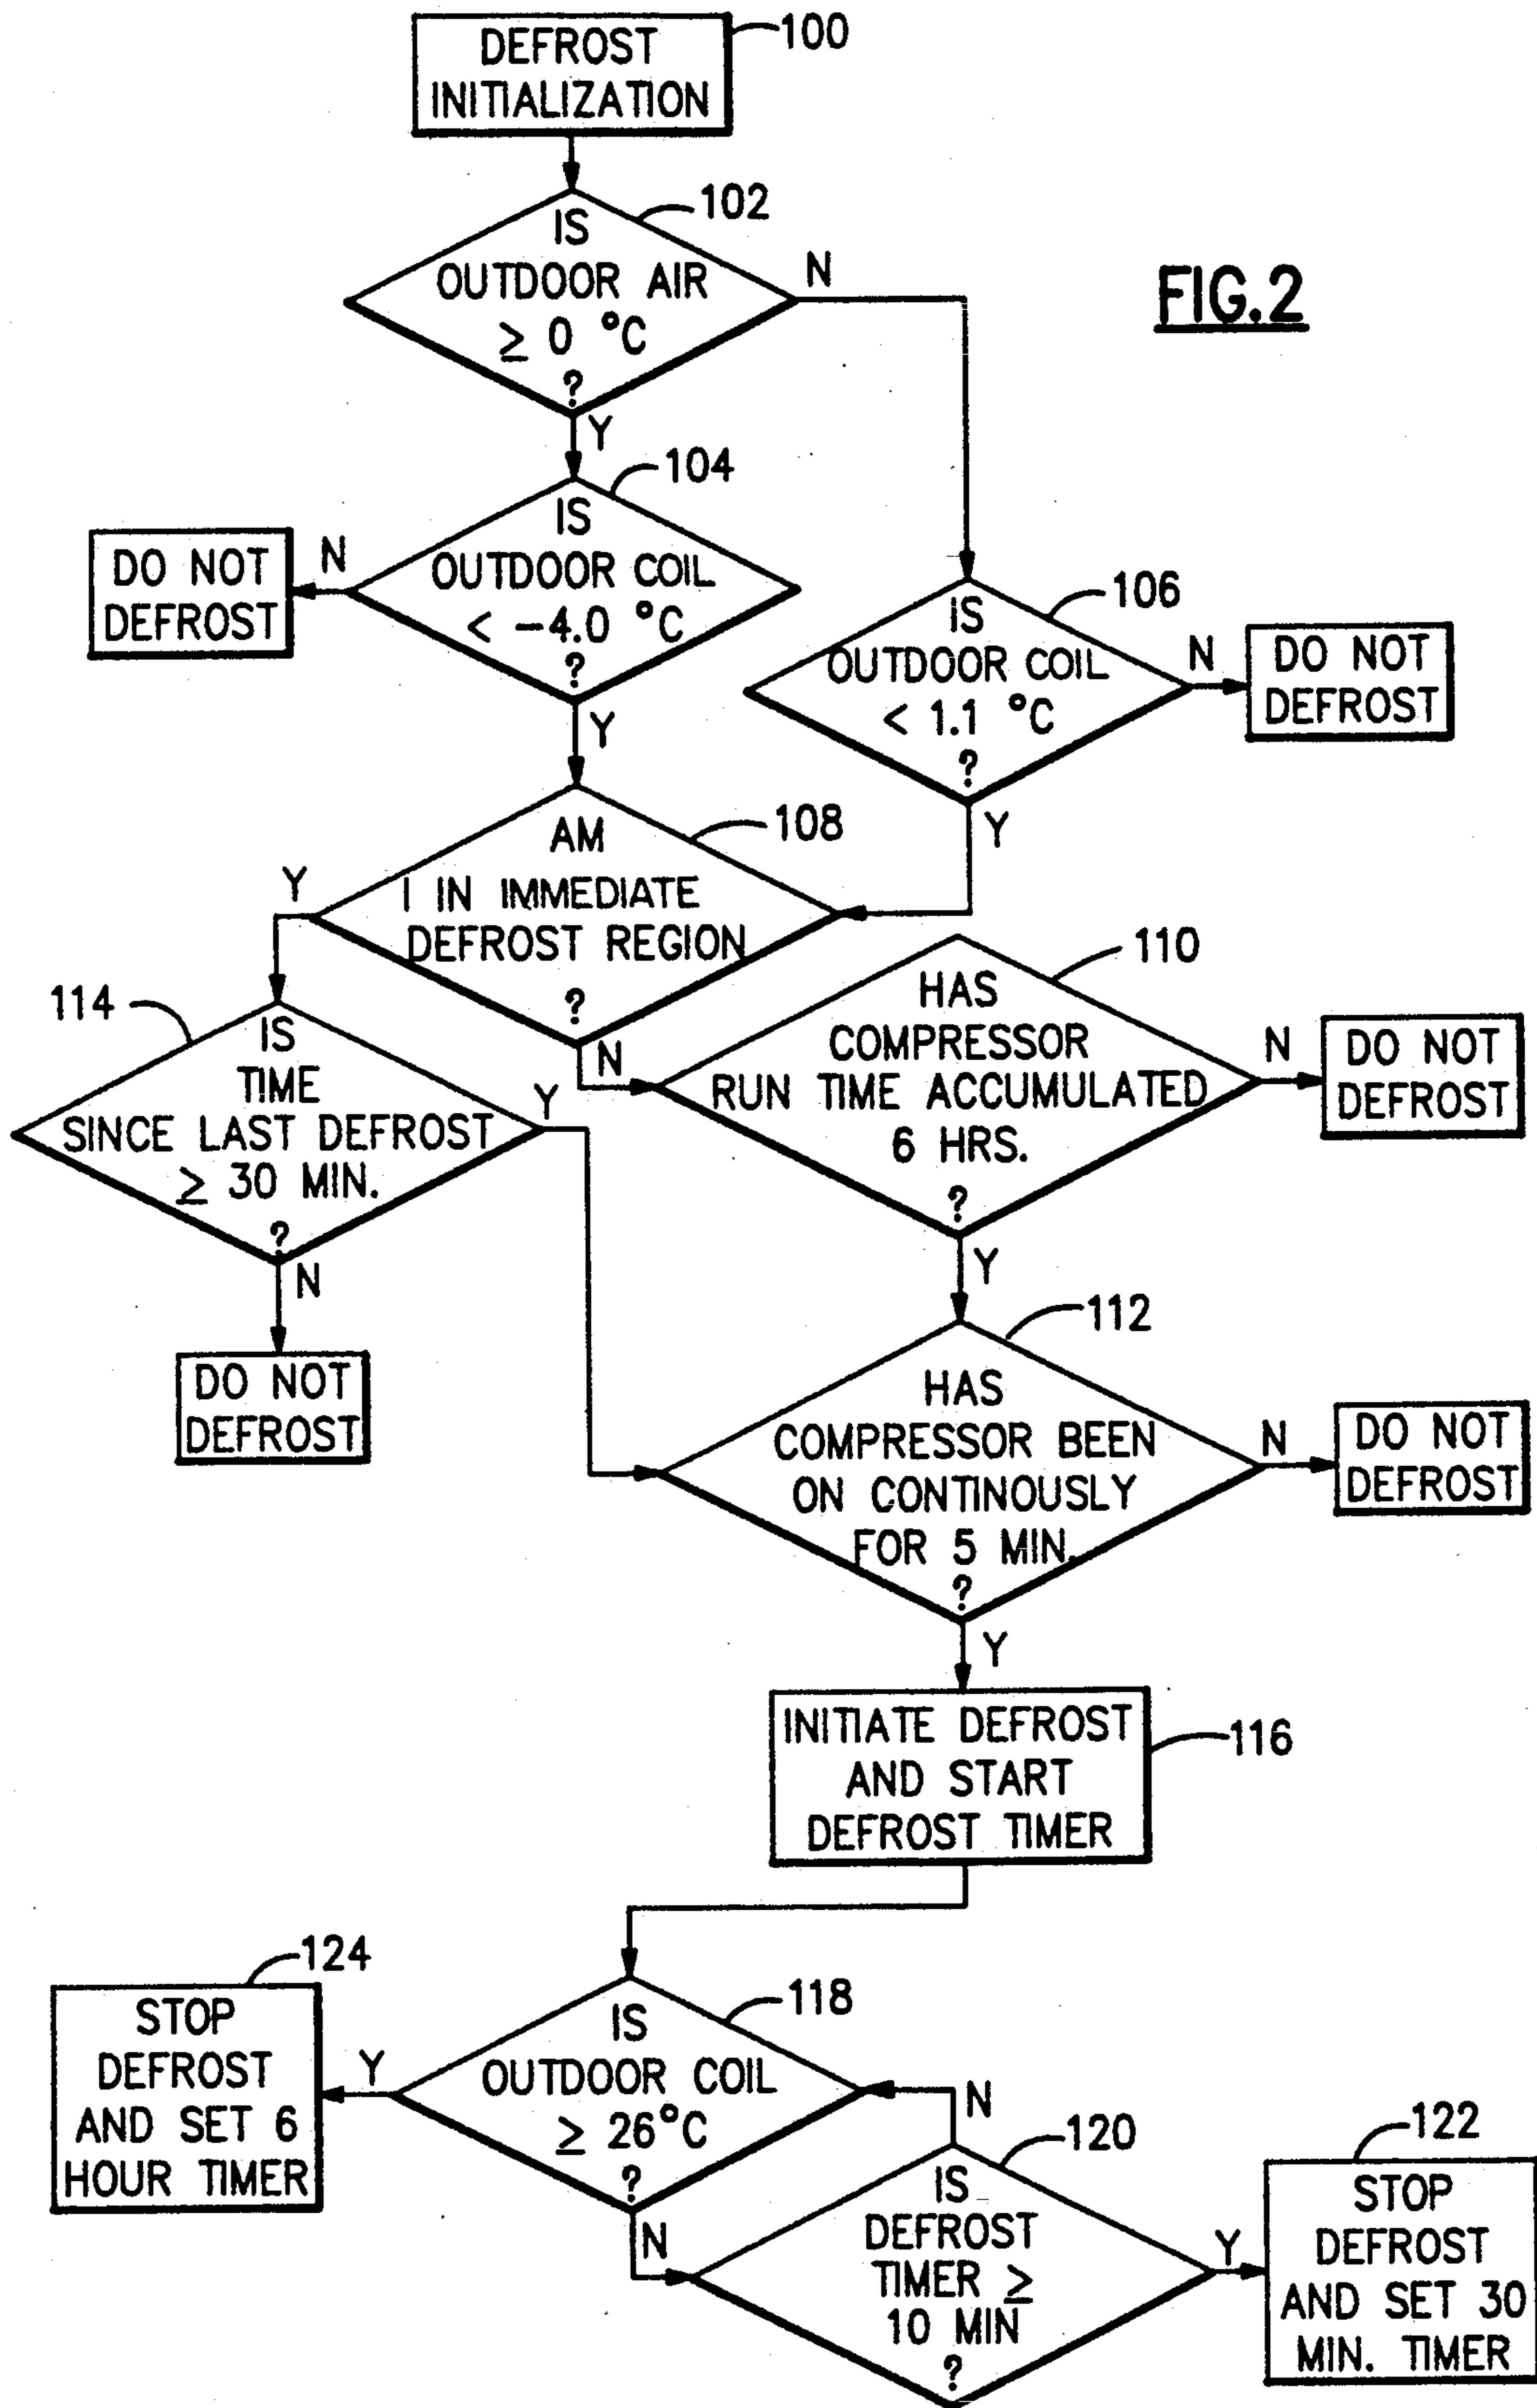 DEFROST
INITIALIZATION
100
IS
OUTDOOR AIR
≥ 0 °C
?
102
N
Y
FIG.2
IS
OUTDOOR COIL
< −4.0 °C
?
104
N
DO NOT
DEFROST
Y
IS
OUTDOOR COIL
< 1.1 °C
?
106
N
DO NOT
DEFROST
Y
AM
I IN IMMEDIATE
DEFROST REGION
?
108
Y
N
HAS
COMPRESSOR
RUN TIME ACCUMULATED
6 HRS.
?
110
N
DO NOT
DEFROST
Y
114
IS
TIME
SINCE LAST DEFROST
≥ 30 MIN.
?
Y
N
DO NOT
DEFROST
HAS
COMPRESSOR BEEN
ON CONTINOUSLY
FOR 5 MIN.
?
112
N
DO NOT
DEFROST
Y
INITIATE DEFROST
AND START
DEFROST TIMER
116
IS
OUTDOOR COIL
≥ 26°C
?
118
Y
124
STOP
DEFROST
AND SET 6
HOUR TIMER
N
IS
DEFROST
TIMER ≥
10 MIN
?
120
N
Y
122
STOP
DEFROST
AND SET 30
MIN. TIMER